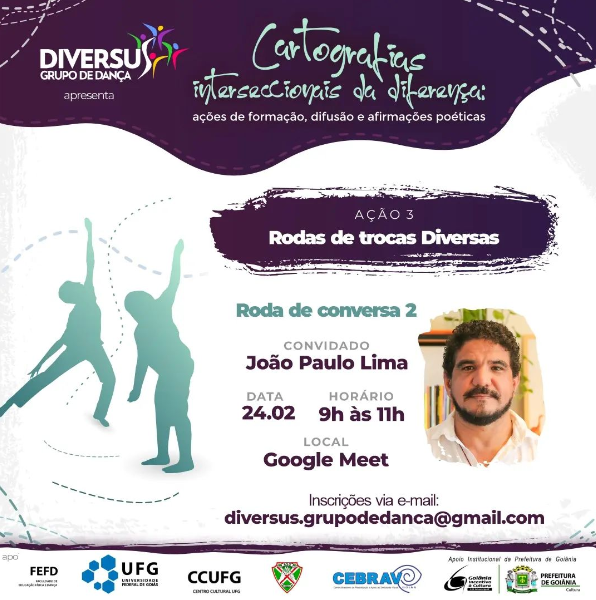 DIVERSUS
GRUPO DE DANÇA
apresenta
Cartografias
interseccionais da diferença:
ações de formação, difusão e afirmações poéticas
AÇÃO 3
Rodas de trocas Diversas
Roda de conversa 2
CONVIDADO
João Paulo Lima
DATA
24.02
HORÁRIO
9h às 11h
LOCAL
Google Meet
Inscrições via e-mail:
diversus.grupodedanca@gmail.com
apoi
Apoio Institucional da Prefeitura de Goiânia
FEFD
UFG
UNIVERSIDADE
FEDERAL DE GOIÁS
CCUFG
CENTRO CULTURAL UFG
CEBRAV
Goiânia
PREFEITURA
DE GOIÂNIA
Cultura